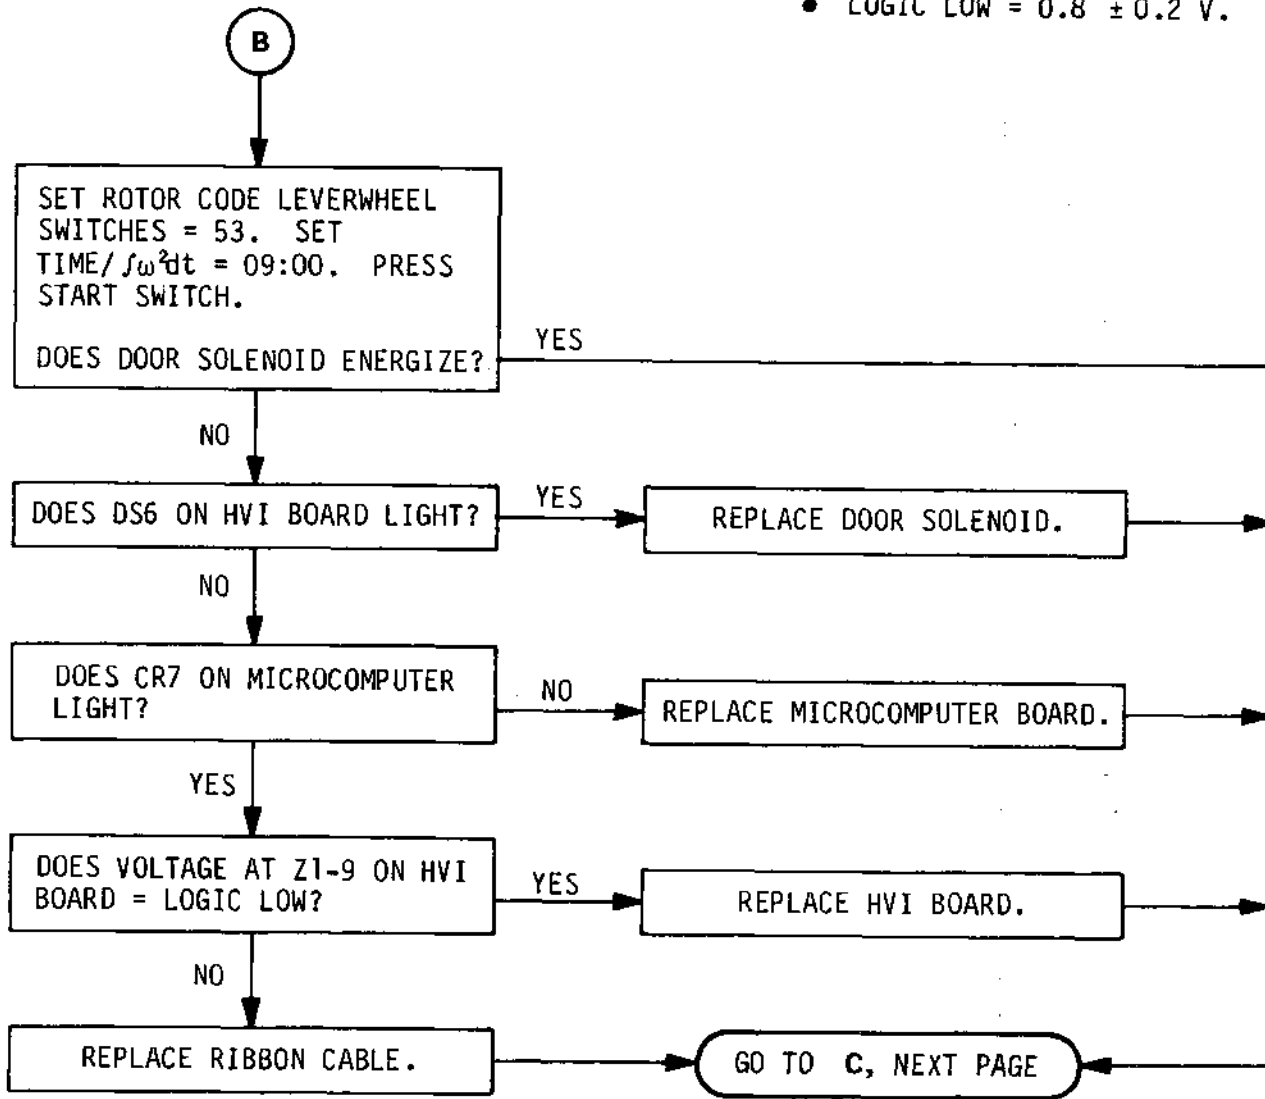 • LOGIC LOW = 0.8 ± 0.2 V.
B
SET ROTOR CODE LEVERWHEEL
SWITCHES = 53. SET
TIME/∫ω²dt = 09:00. PRESS
START SWITCH.
DOES DOOR SOLENOID ENERGIZE?
YES
NO
DOES DS6 ON HVI BOARD LIGHT?
YES
REPLACE DOOR SOLENOID.
NO
DOES CR7 ON MICROCOMPUTER
LIGHT?
NO
REPLACE MICROCOMPUTER BOARD.
YES
DOES VOLTAGE AT Z1-9 ON HVI
BOARD = LOGIC LOW?
YES
REPLACE HVI BOARD.
NO
REPLACE RIBBON CABLE.
GO TO C, NEXT PAGE